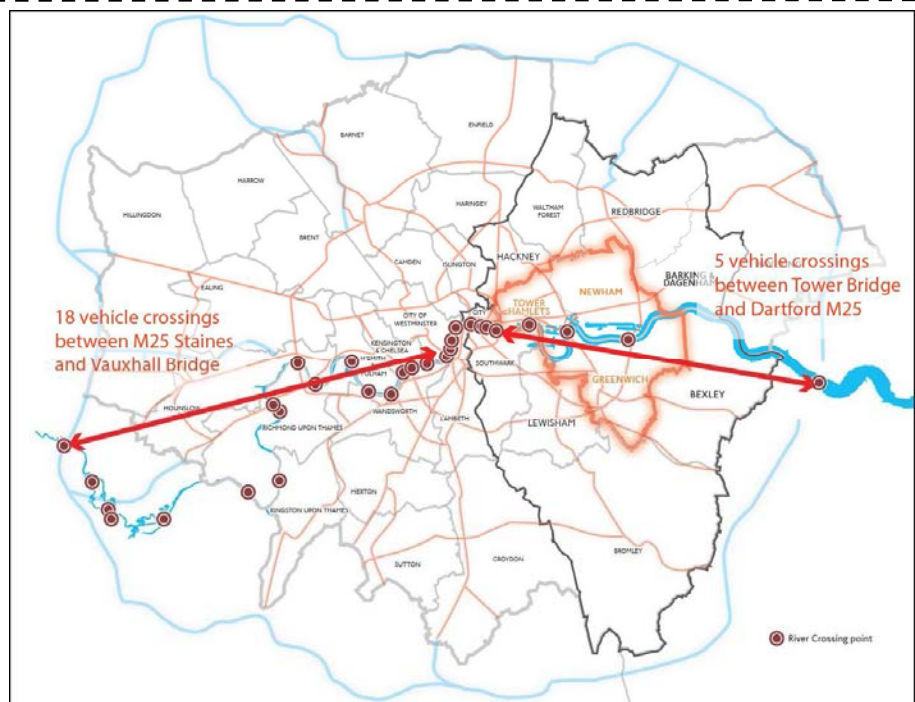 ENFIELD
BARNET
HARROW
HARINGEY
WALTHAM
FOREST
REDBRIDGE
HILLINGDON
BRENT
CAMDEN
ISLINGTON
HACKNEY
5 vehicle crossings
between Tower Bridge
and Dartford M25
BARKING &
DAGENHAM
NEWHAM
EALING
TOWER
HAMLETS
CITY
CITY OF
WESTMINSTER
18 vehicle crossings
between M25 Staines
and Vauxhall Bridge
KENSINGTON
& CHELSEA
FULHAM
SOUTHWARK
GREENWICH
BEXLEY
HOUNSLOW
WANDSWORTH
LAMBETH
LEWISHAM
RICHMOND UPON THAMES
MERTON
KINGSTON UPON THAMES
SUTTON
CROYDON
BROMLEY
River Crossing point